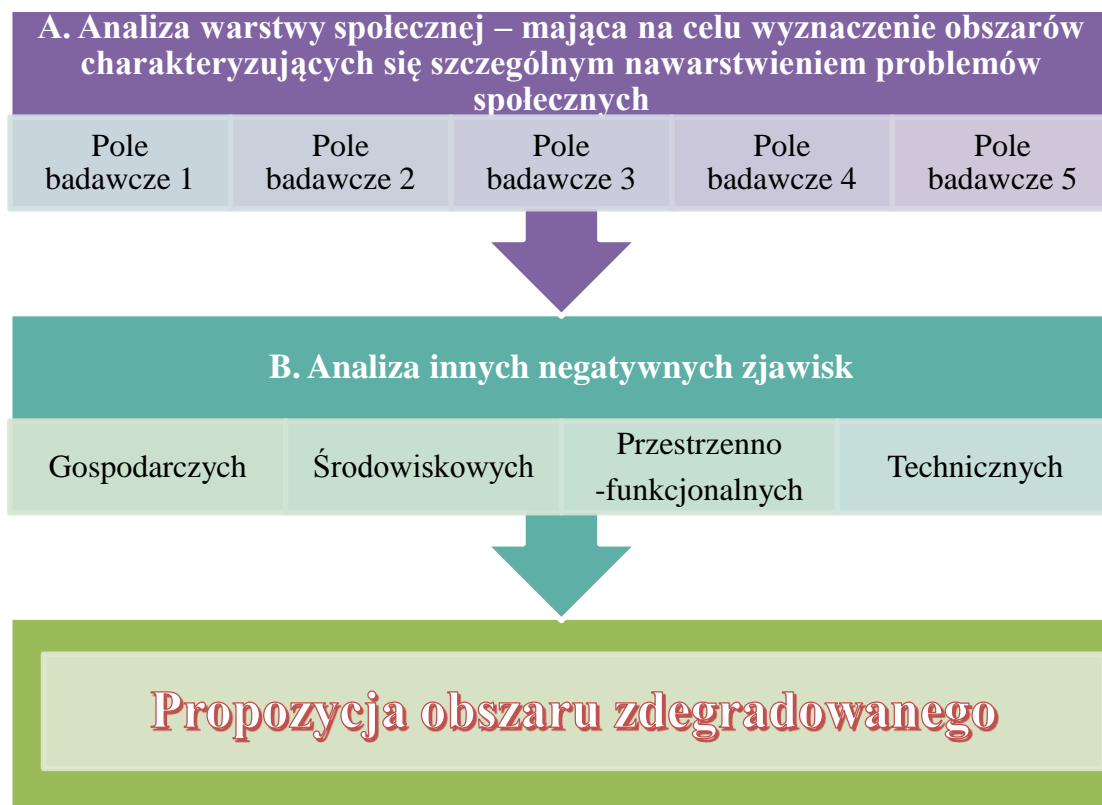 A. Analiza warstwy społecznej – mająca na celu wyznaczenie obszarów
charakteryzujących się szczególnym nawarstwieniem problemów
społecznych
Pole
badawcze 1
Pole
badawcze 2
Pole
badawcze 3
Pole
badawcze 4
Pole
badawcze 5
B. Analiza innych negatywnych zjawisk
Gospodarczych
Środowiskowych
Przestrzenno
-funkcjonalnych
Technicznych
Propozycja obszaru zdegradowanego